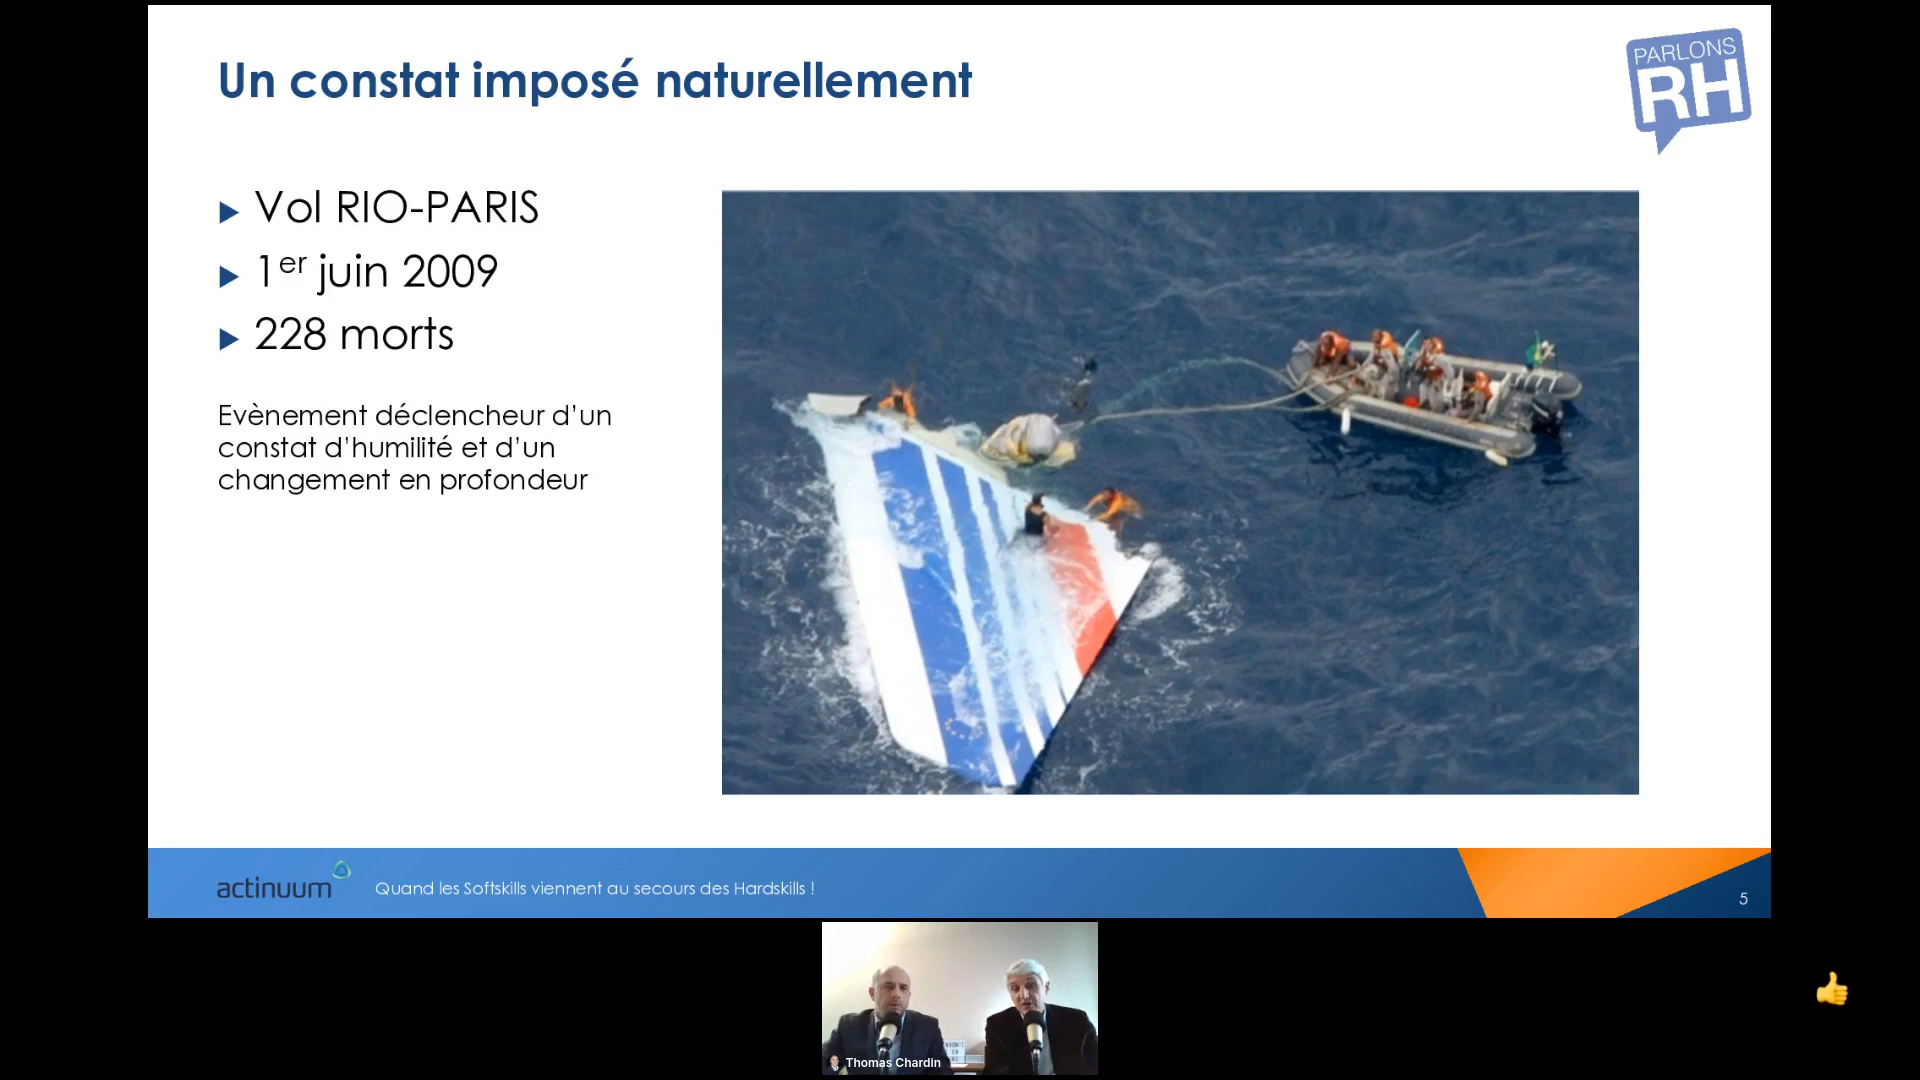 Un constat imposé naturellement
PARLONS
RH
Vol RIO-PARIS
1er juin 2009
228 morts
Evènement déclencheur d’un
constat d’humilité et d’un
changement en profondeur
actinuum
Quand les Softskills viennent au secours des Hardskills !
5
Thomas Chardin